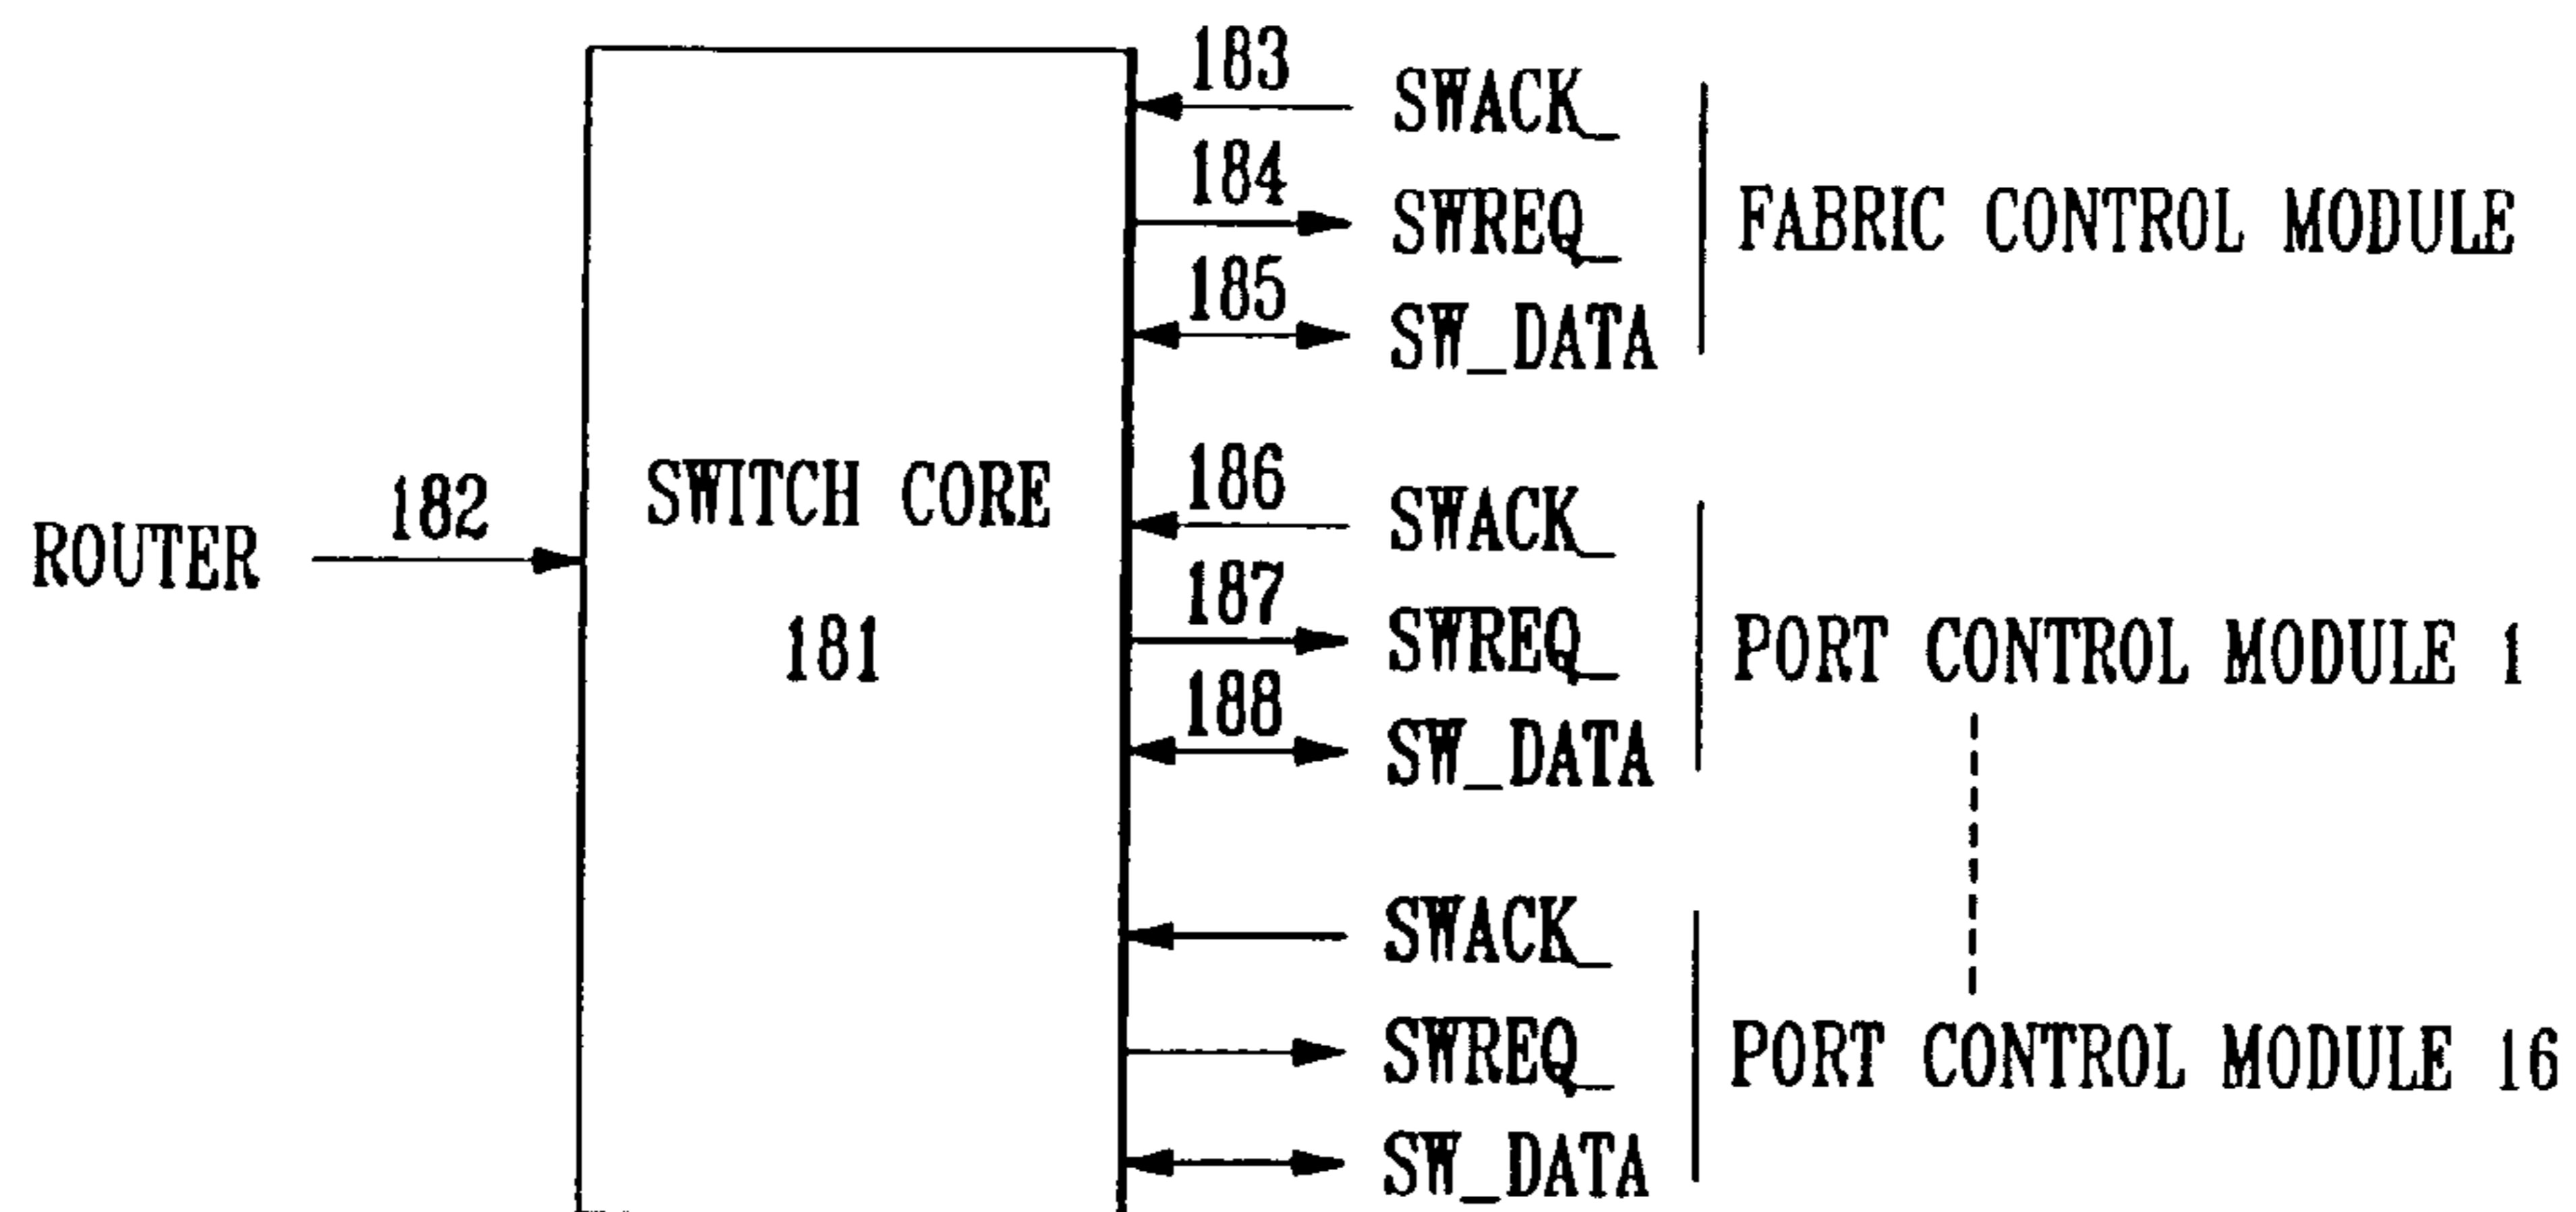 183
SWACK_
184
SWREQ_
FABRIC CONTROL MODULE
185
SW_DATA
ROUTER
182
SWITCH CORE
181
186
SWACK_
187
SWREQ_
PORT CONTROL MODULE 1
188
SW_DATA
SWACK_
SWREQ_
PORT CONTROL MODULE 16
SW_DATA